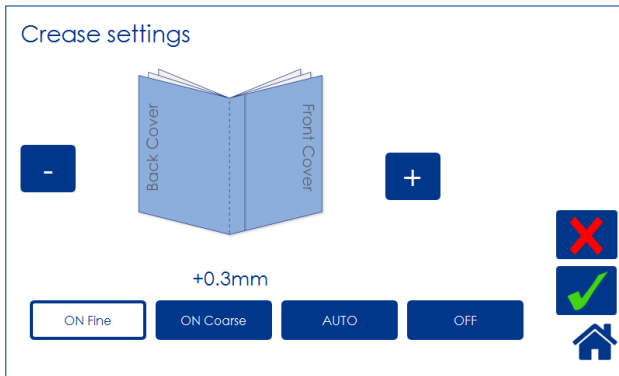 Crease settings
Back Cover
Front Cover
-
+
+0.3mm
ON Fine
ON Coarse
AUTO
OFF